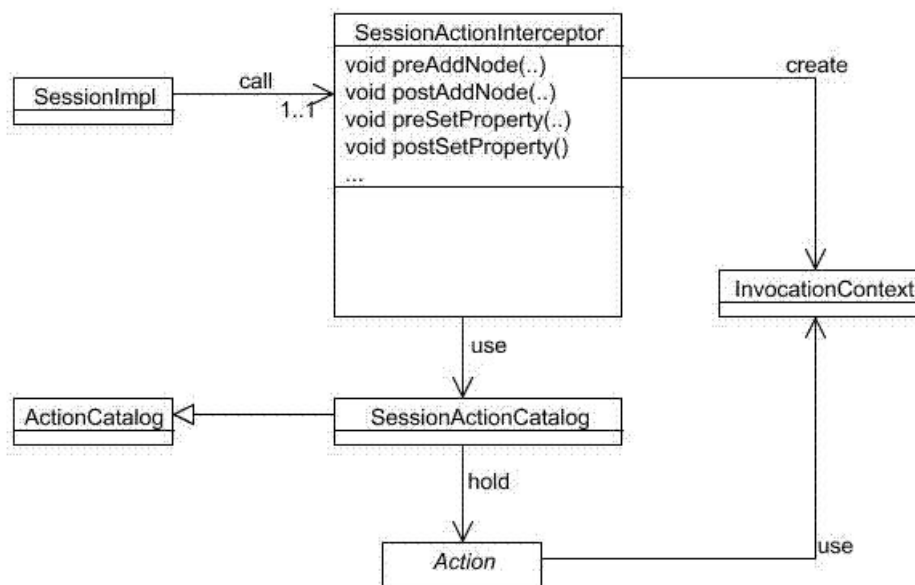 SessionActionInterceptor
void preAddNode(..)
void postAddNode(..)
void preSetProperty(..)
void postSetProperty()
...
call
1..1
SessionImpl
create
InvocationContext
use
ActionCatalog
SessionActionCatalog
hold
Action
use